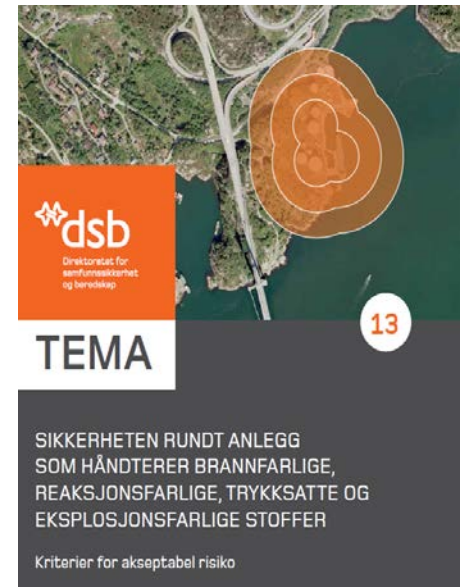 dsb
Direktoratet for
samfunnssikkerhet
og beredskap
TEMA
13
SIKKERHETEN RUNDT ANLEGG
SOM HÅNDTERER BRANNFARLIGE,
REAKSJONSFARLIGE, TRYKKSATTE OG
EKSPLOSJONSFARLIGE STOFFER
Kriterier for akseptabel risiko